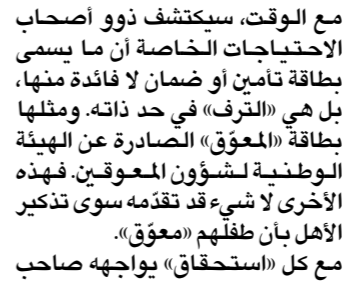 مع الوقت، سيكتشف ذوو أصحاب
الاحتياجات الخاصة أن ما يسمى
بطاقة تأمين أو ضمان لا فائدة منها،
بل هي «الترف» في حد ذاته. ومثلها
بطاقة «المعوّق» الصادرة عن الهيئة
الوطنية لشؤون المعوقين. فهذه
الأخرى لا شيء قد تقدّمه سوى تذكير
الأهل بأن طفلهم «معوّق».
مع كل «استحقاق» يواجهه صاحب